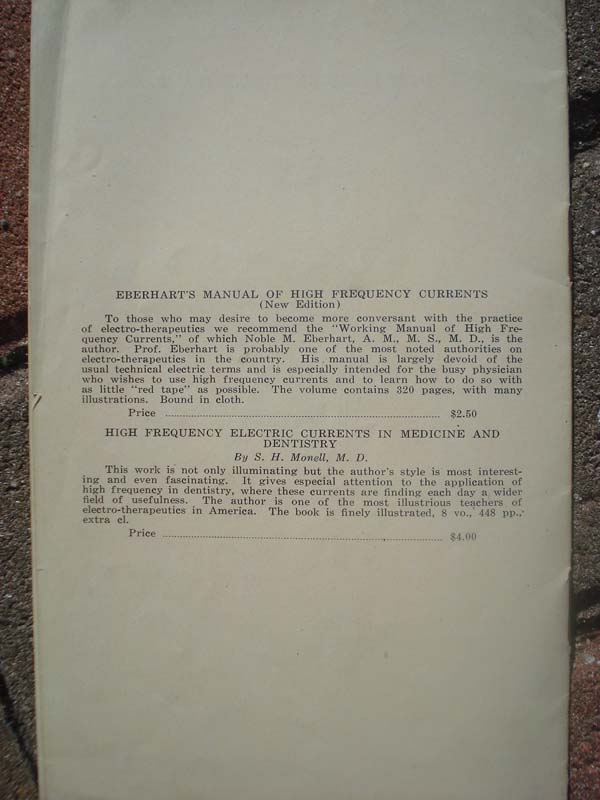 EBERHART'S MANUAL OF HIGH FREQUENCY CURRENTS
(New Edition)
To those who may desire to become more conversant with the practice
of electro-therapeutics we recommend the "Working Manual of High Fre-
quency Currents," of which Noble M. Eberhart, A. M., M. S., M. D., is the
author. Prof. Eberhart is probably one of the most noted authorities on
electro-therapeutics in the country. His manual is largely devoid of the
usual technical electric terms and is especially intended for the busy physician
who wishes to use high frequency currents and to learn how to do so with
as little "red tape" as possible. The volume contains 320 pages, with many
illustrations. Bound in cloth.
Price ........................................ $2.50
HIGH FREQUENCY ELECTRIC CURRENTS IN MEDICINE AND
DENTISTRY
By S. H. Monell, M. D.
This work is not only illuminating but the author's style is most interest-
ing and even fascinating. It gives especial attention to the application of
high frequency in dentistry, where these currents are finding each day a wider
field of usefulness. The author is one of the most illustrious teachers of
electro-therapeutics in America. The book is finely illustrated, 8 vo., 448 pp.,
extra cl.
Price ........................................ $4.00